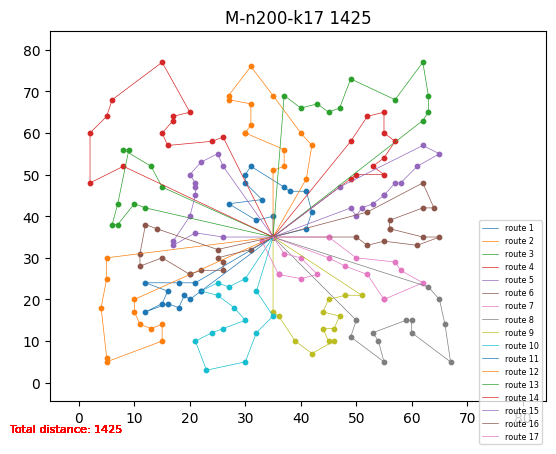 M-n200-k17 1425
80
70
60
50
40
30
20
10
0
0
10
20
30
40
50
60
70
80
route 1
route 2
route 3
route 4
route 5
route 6
route 7
route 8
route 9
route 10
route 11
route 12
route 13
route 14
route 15
route 16
route 17
Total distance: 1425